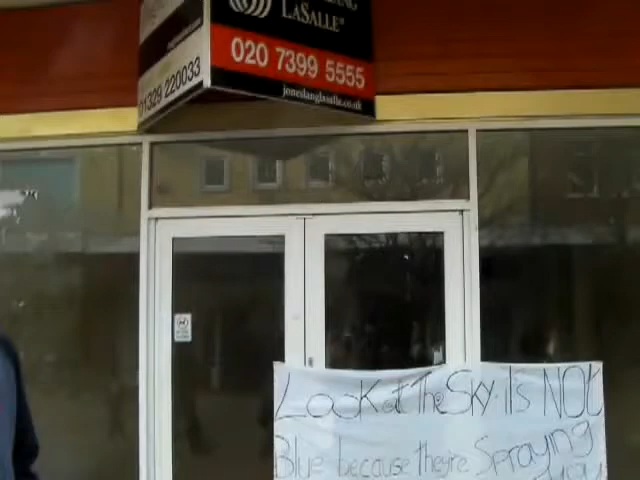 LASALLE
020 7399 5555
joneslanglasalle.co.uk
01329 220033
Look at The Sky. its NOt
Blue because they're Spraying